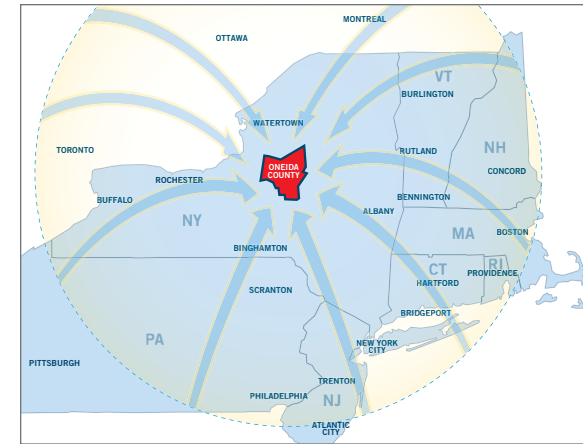 MONTREAL
OTTAWA
VT
BURLINGTON
WATERTOWN
TORONTO
RUTLAND
NH
ONEIDA
COUNTY
CONCORD
ROCHESTER
BUFFALO
BENNINGTON
ALBANY
NY
MA
BOSTON
BINGHAMTON
CT
RI
PROVIDENCE
HARTFORD
SCRANTON
BRIDGEPORT
PA
NEW YORK
CITY
PITTSBURGH
TRENTON
PHILADELPHIA
NJ
ATLANTIC
CITY